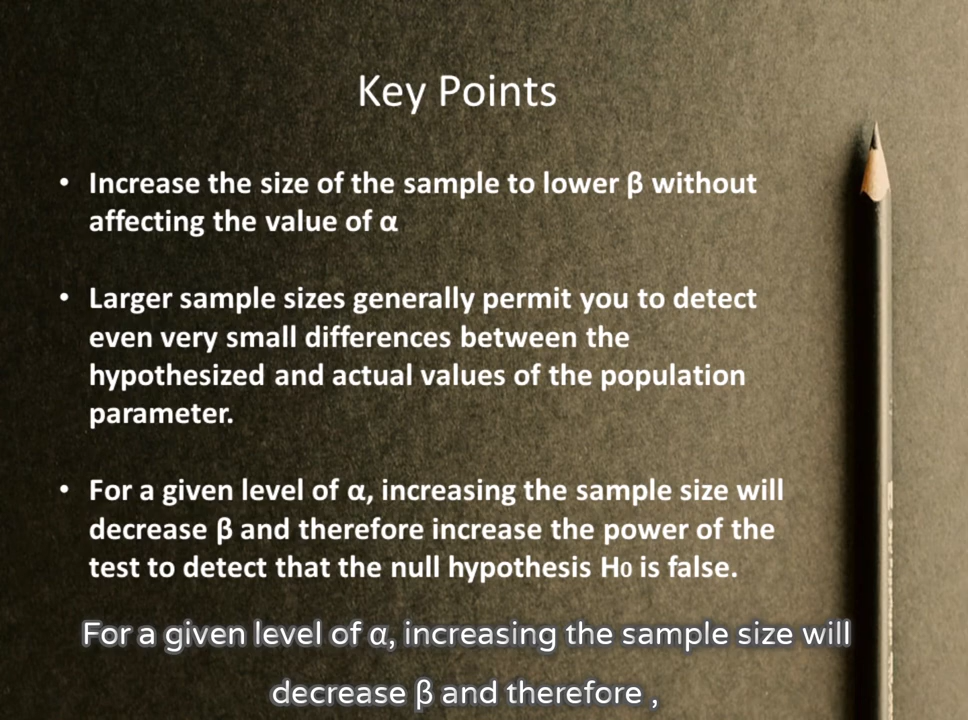 Key Points
• Increase the size of the sample to lower β without
affecting the value of α
• Larger sample sizes generally permit you to detect
even very small differences between the
hypothesized and actual values of the population
parameter.
• For a given level of α, increasing the sample size will
decrease β and therefore increase the power of the
test to detect that the null hypothesis H₀ is false.
For a given level of α, increasing the sample size will
decrease β and therefore ,